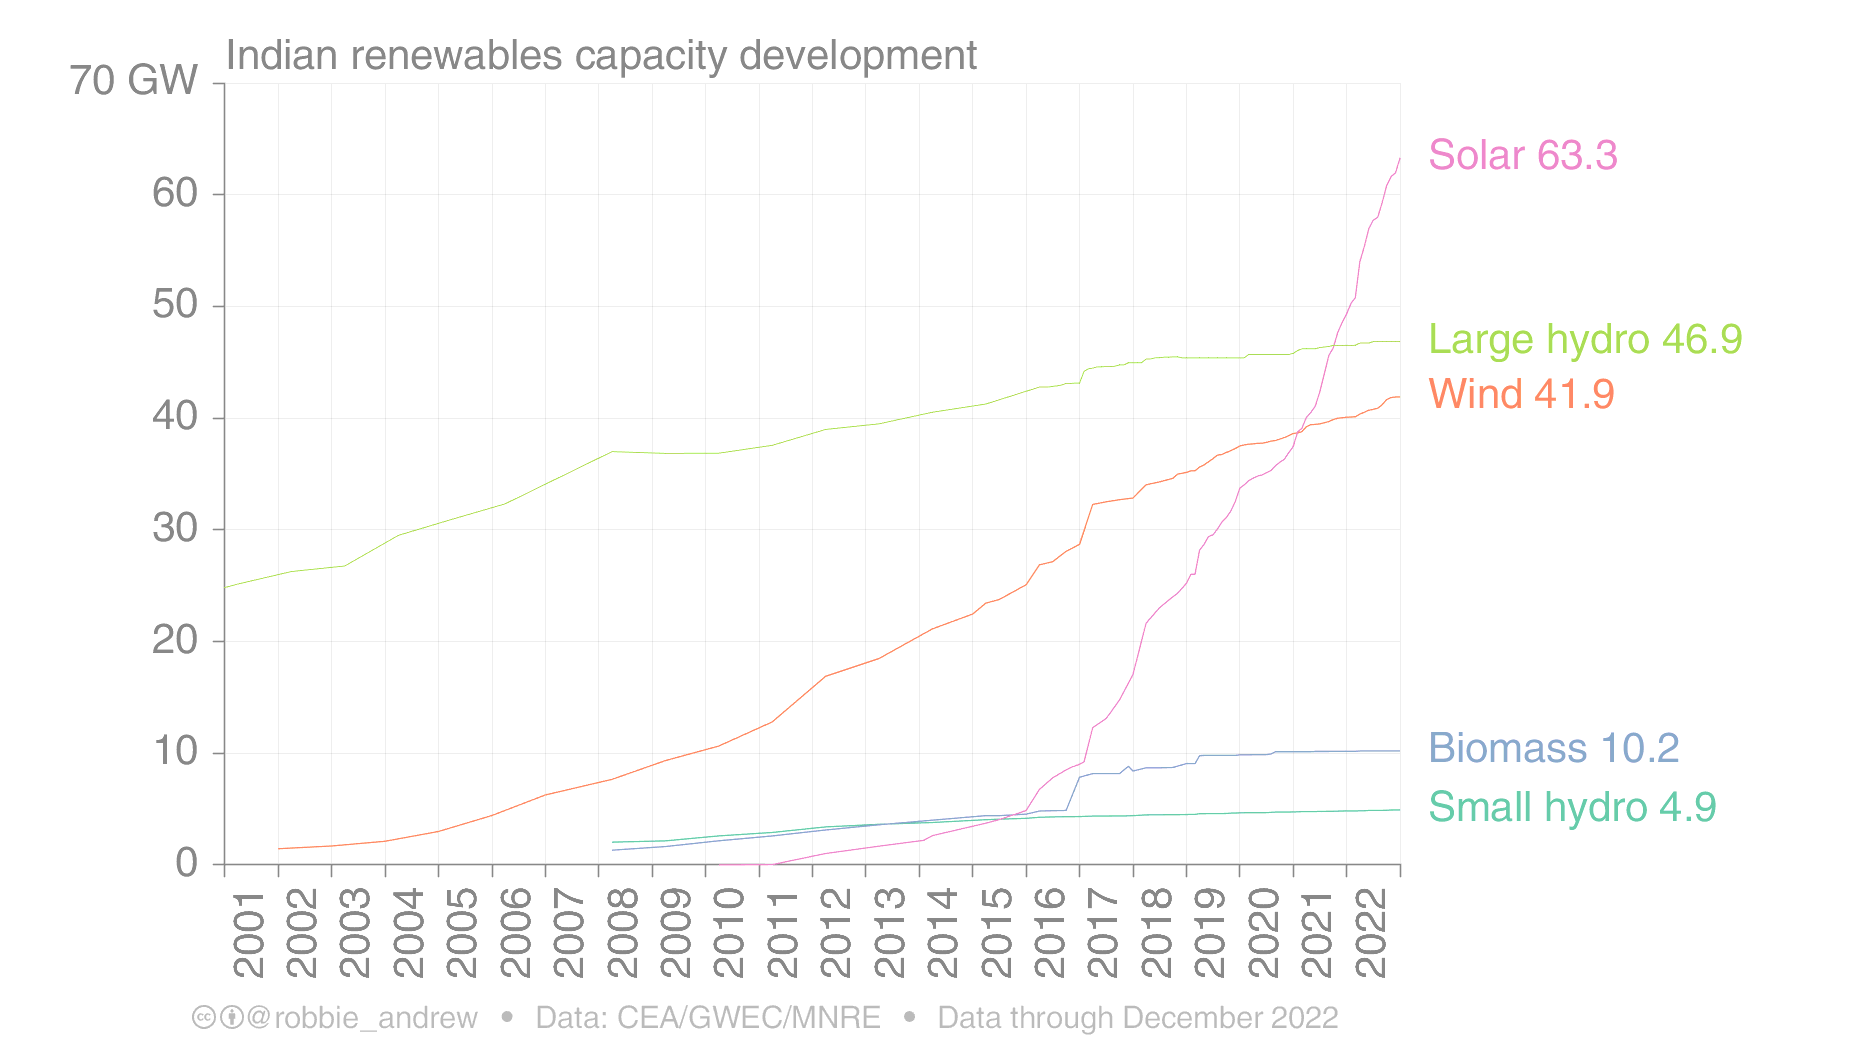 Indian renewables capacity development
70 GW
60
50
40
30
20
10
0
Solar 63.3
Large hydro 46.9
Wind 41.9
Biomass 10.2
Small hydro 4.9
2001 2002 2003 2004 2005 2006 2007 2008 2009 2010 2011 2012 2013 2014 2015 2016 2017 2018 2019 2020 2021 2022
cc @robbie_andrew • Data: CEA/GWEC/MNRE • Data through December 2022